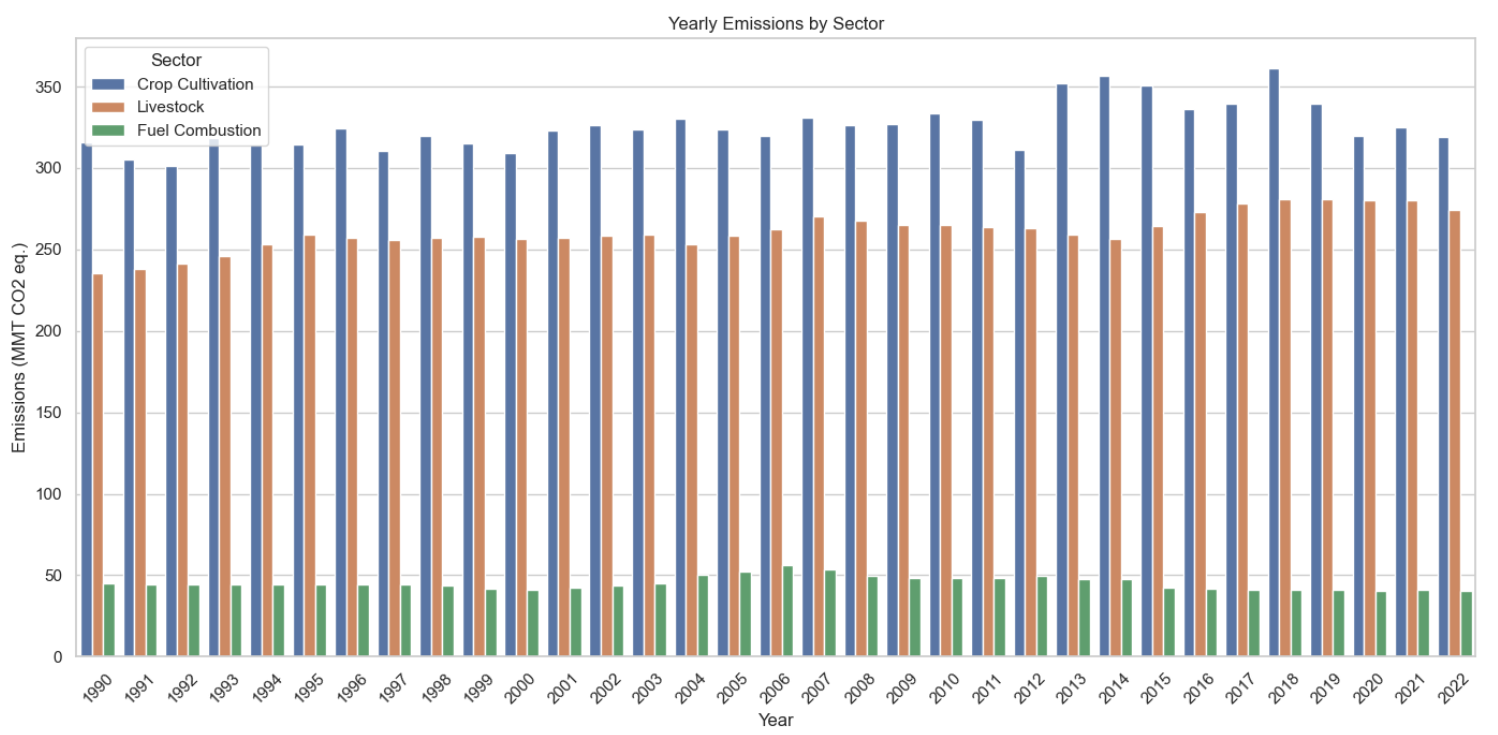 Yearly Emissions by Sector
Sector
Crop Cultivation
Livestock
Fuel Combustion
Emissions (MMT CO2 eq.)
350
300
250
200
150
100
50
0
1990 1991 1992 1993 1994 1995 1996 1997 1998 1999 2000 2001 2002 2003 2004 2005 2006 2007 2008 2009 2010 2011 2012 2013 2014 2015 2016 2017 2018 2019 2020 2021 2022
Year